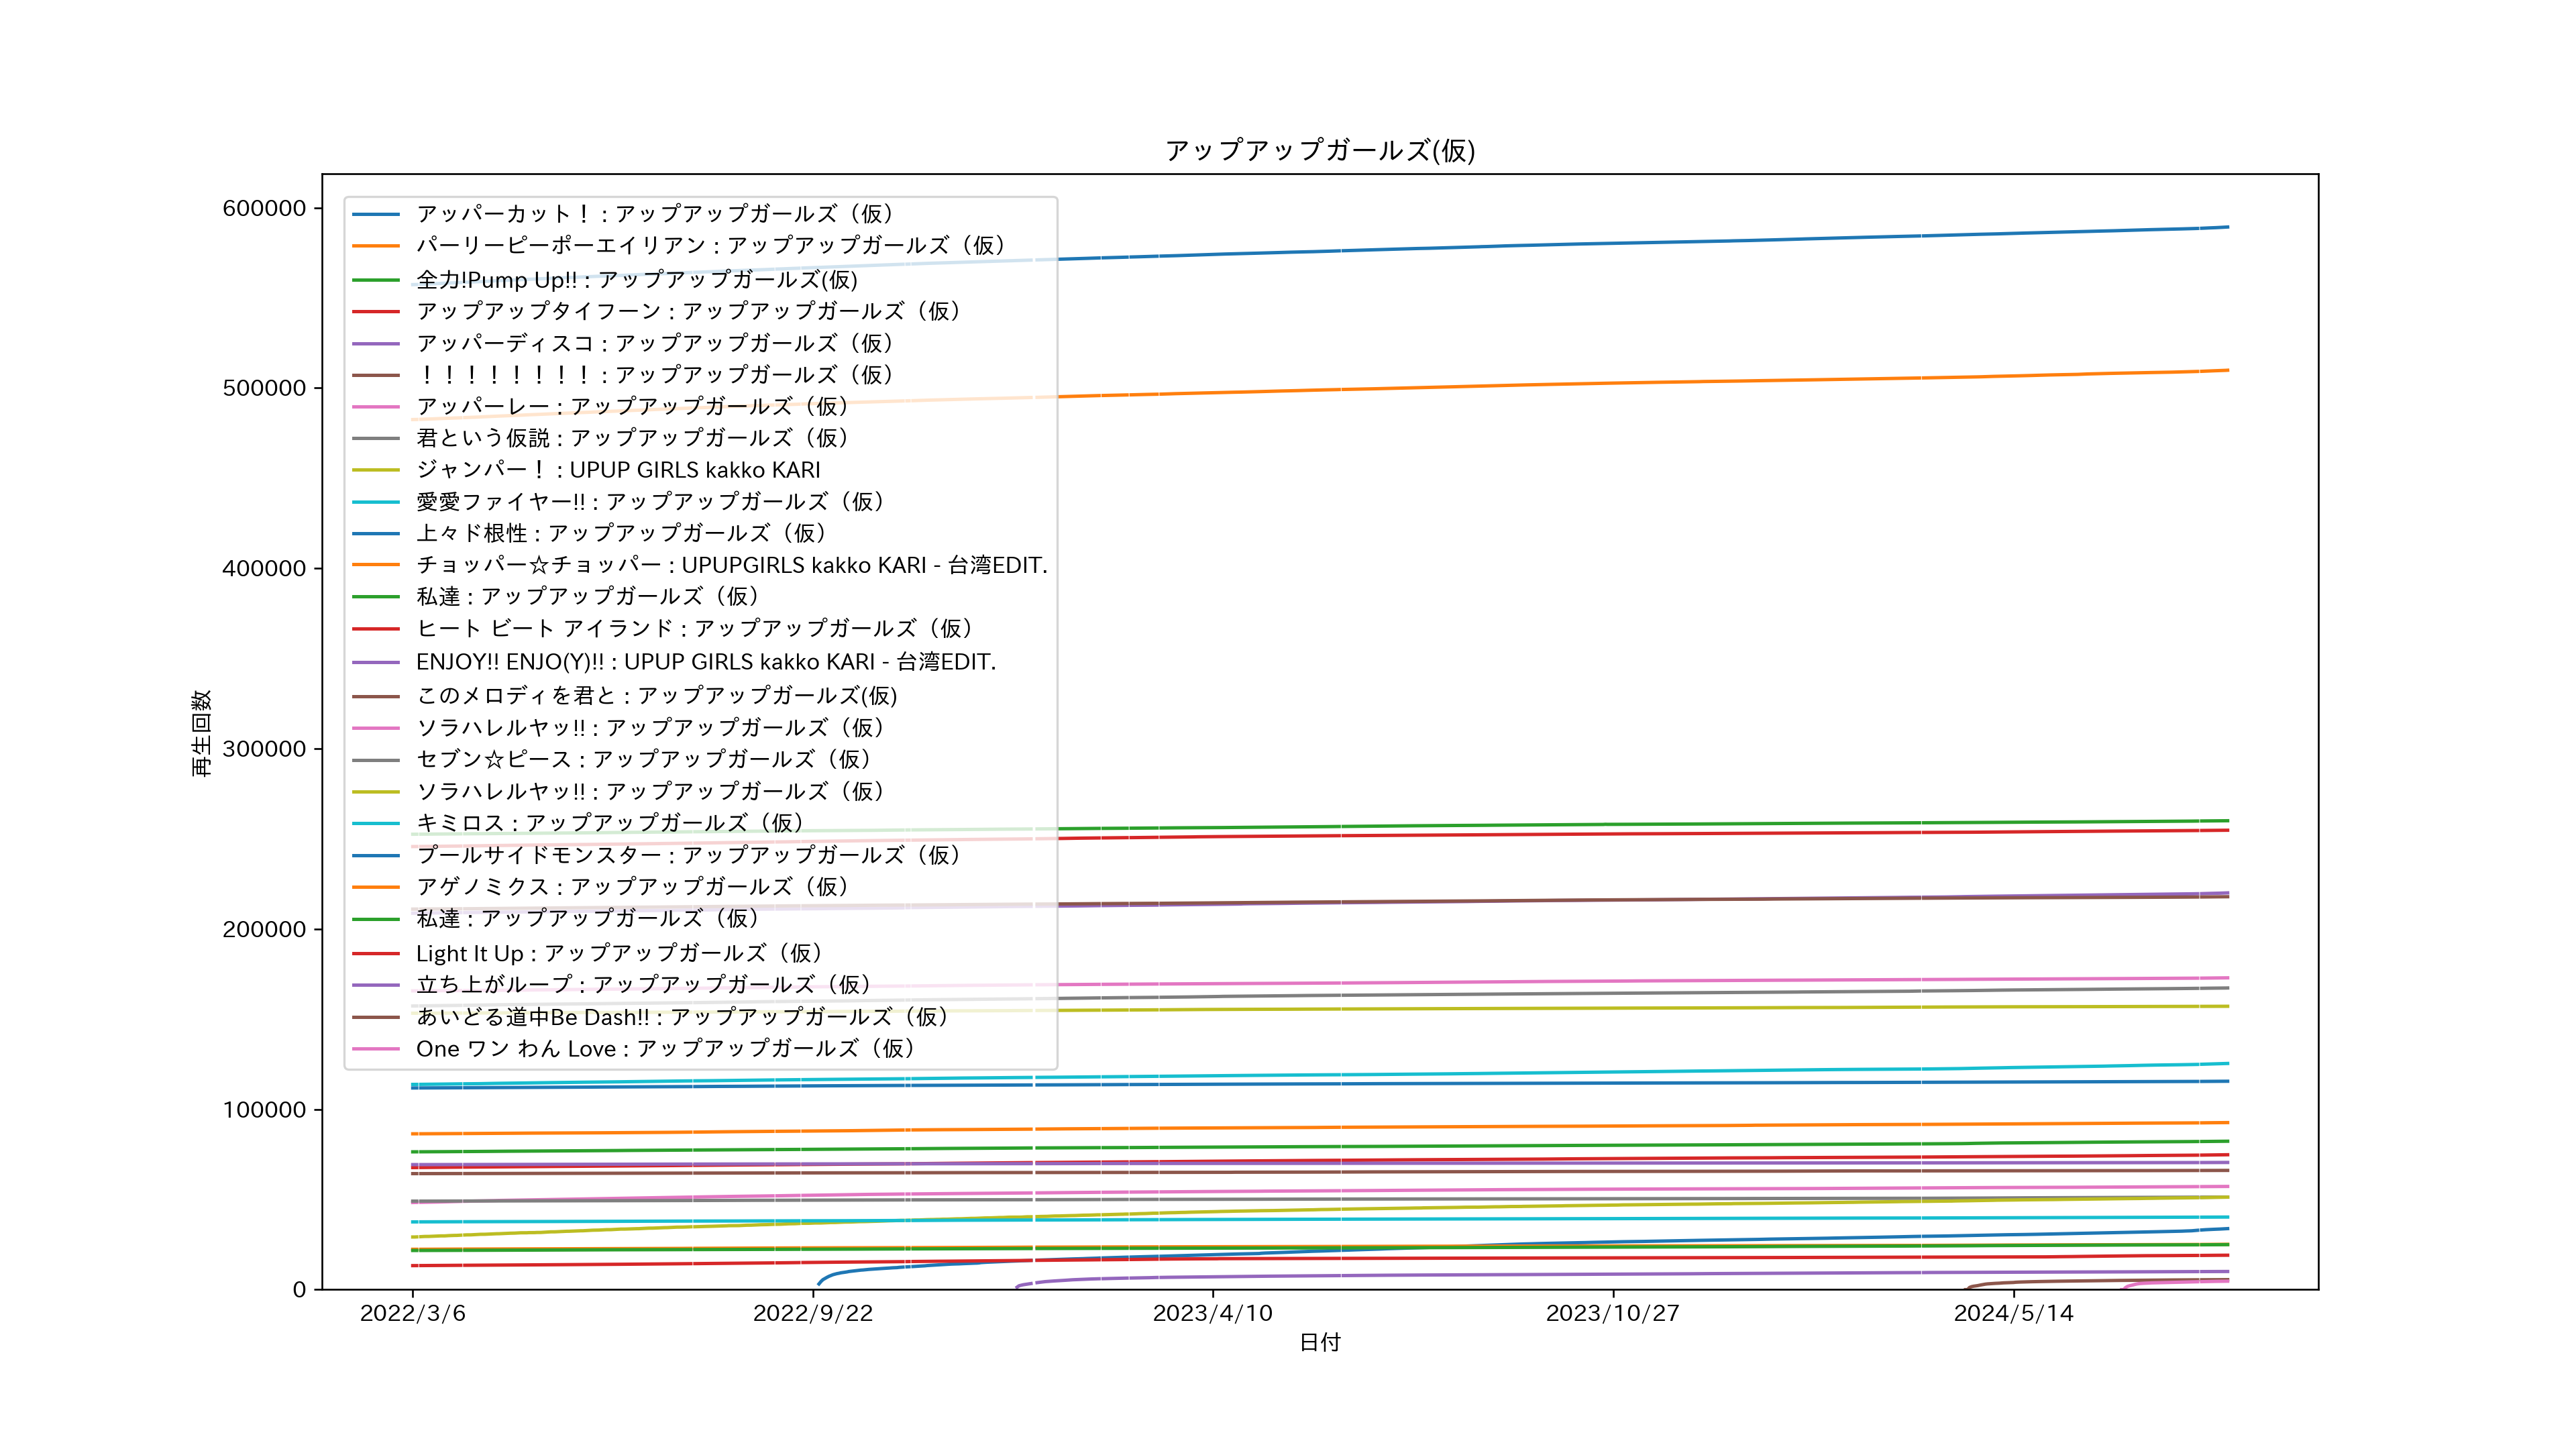 アップアップガールズ(仮)
600000
500000
400000
300000
200000
100000
0
再生回数
アッパーカット！ : アップアップガールズ（仮）
パーリーピーポーエイリアン : アップアップガールズ（仮）
全力!Pump Up!! : アップアップガールズ(仮)
アップアップタイフーン : アップアップガールズ（仮）
アッパーディスコ : アップアップガールズ（仮）
！！！！！！！！ : アップアップガールズ（仮）
アッパーレー : アップアップガールズ（仮）
君という仮説 : アップアップガールズ（仮）
ジャンパー！ : UPUP GIRLS kakko KARI
愛愛ファイヤー!! : アップアップガールズ（仮）
上々ド根性 : アップアップガールズ（仮）
チョッパー☆チョッパー : UPUPGIRLS kakko KARI - 台湾EDIT.
私達 : アップアップガールズ（仮）
ヒート ビート アイランド : アップアップガールズ（仮）
ENJOY!! ENJO(Y)!! : UPUP GIRLS kakko KARI - 台湾EDIT.
このメロディを君と : アップアップガールズ(仮)
ソラハレルヤッ!! : アップアップガールズ（仮）
セブン☆ピース : アップアップガールズ（仮）
ソラハレルヤッ!! : アップアップガールズ（仮）
キミロス : アップアップガールズ（仮）
プールサイドモンスター : アップアップガールズ（仮）
アゲノミクス : アップアップガールズ（仮）
私達 : アップアップガールズ（仮）
Light It Up : アップアップガールズ（仮）
立ち上がループ : アップアップガールズ（仮）
あいどる道中Be Dash!! : アップアップガールズ（仮）
One ワン わん Love : アップアップガールズ（仮）
2022/3/6
2022/9/22
2023/4/10
2023/10/27
2024/5/14
日付